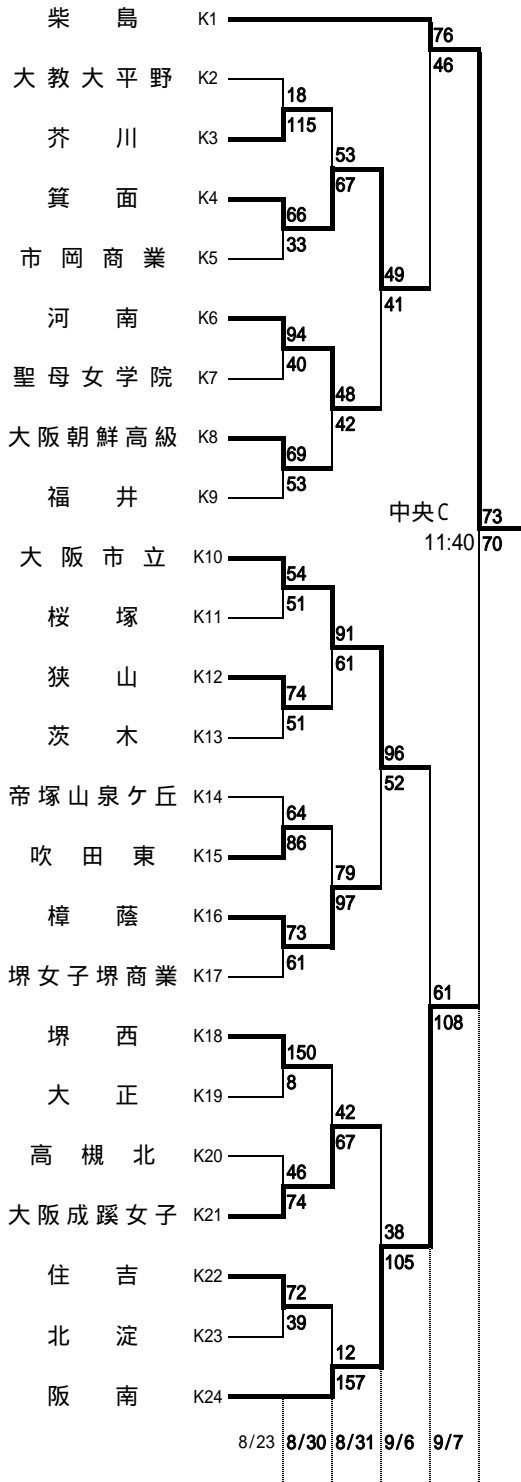 柴島 K1
76
46
大教大平野 K2
18
115
芥川 K3
53
67
箕面 K4
66
33
市岡商業 K5
49
41
河南 K6
94
40
聖母女学院 K7
48
42
大阪朝鮮高級 K8
69
53
福井 K9
中央C 73
11:40 70
大阪市立 K10
54
51
桜塚 K11
91
61
狭山 K12
74
51
茨木 K13
96
52
帝塚山泉ケ丘 K14
64
86
吹田東 K15
79
97
樟蔭 K16
73
61
堺女子堺商業 K17
61
108
堺西 K18
150
8
大正 K19
42
67
高槻北 K20
46
74
大阪成蹊女子 K21
38
105
住吉 K22
72
39
北淀 K23
12
157
阪南 K24
8/23 8/30 8/31 9/6 9/7